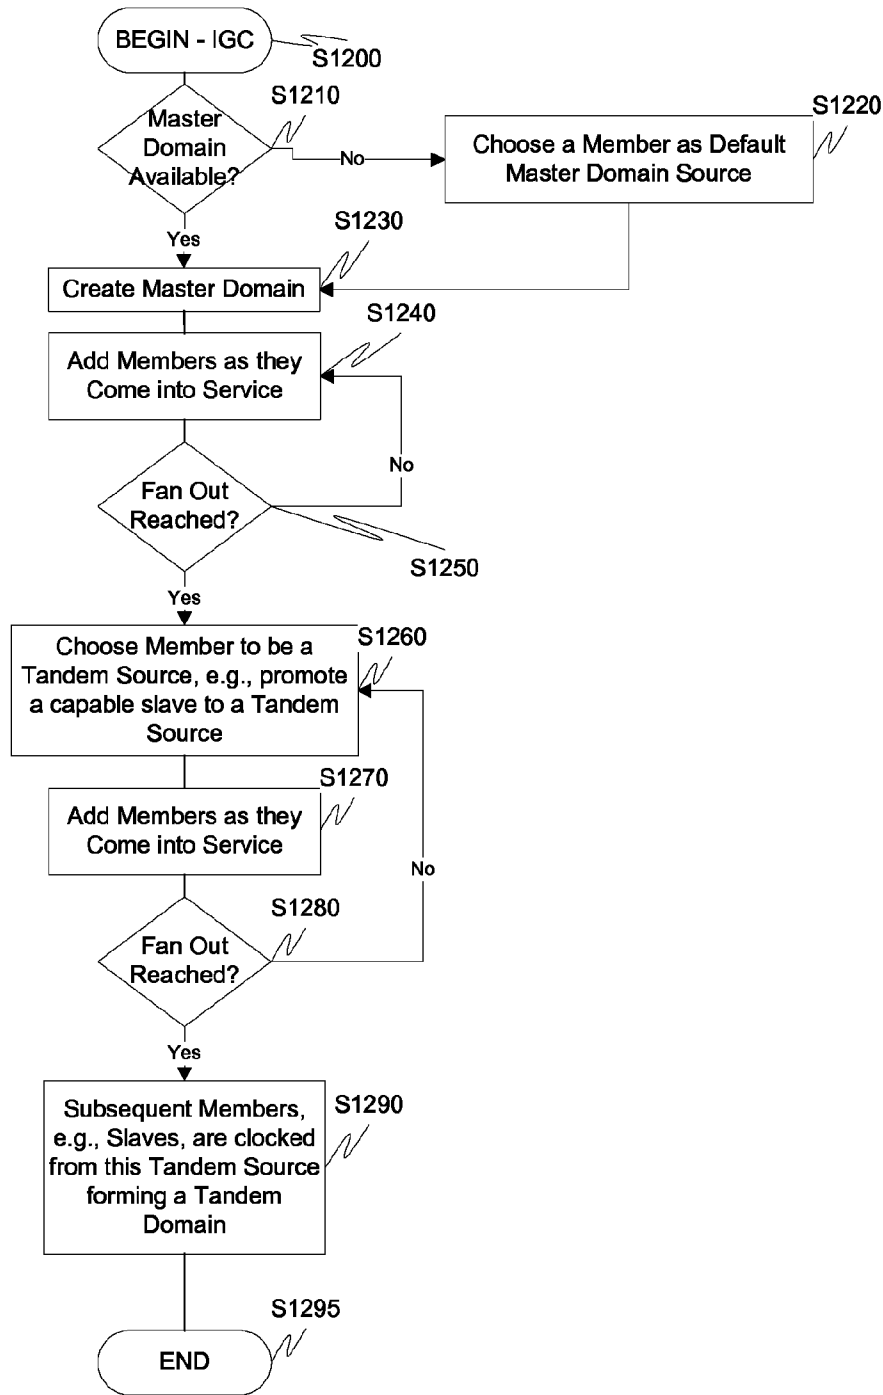 BEGIN - IGC
S1200
S1210
Master
Domain
Available?
No
S1220
Choose a Member as Default
Master Domain Source
Yes
S1230
Create Master Domain
S1240
Add Members as they
Come into Service
No
Fan Out
Reached?
S1250
Yes
S1260
Choose Member to be a
Tandem Source, e.g., promote
a capable slave to a Tandem
Source
S1270
Add Members as they
Come into Service
No
S1280
Fan Out
Reached?
Yes
S1290
Subsequent Members,
e.g., Slaves, are clocked
from this Tandem Source
forming a Tandem
Domain
S1295
END